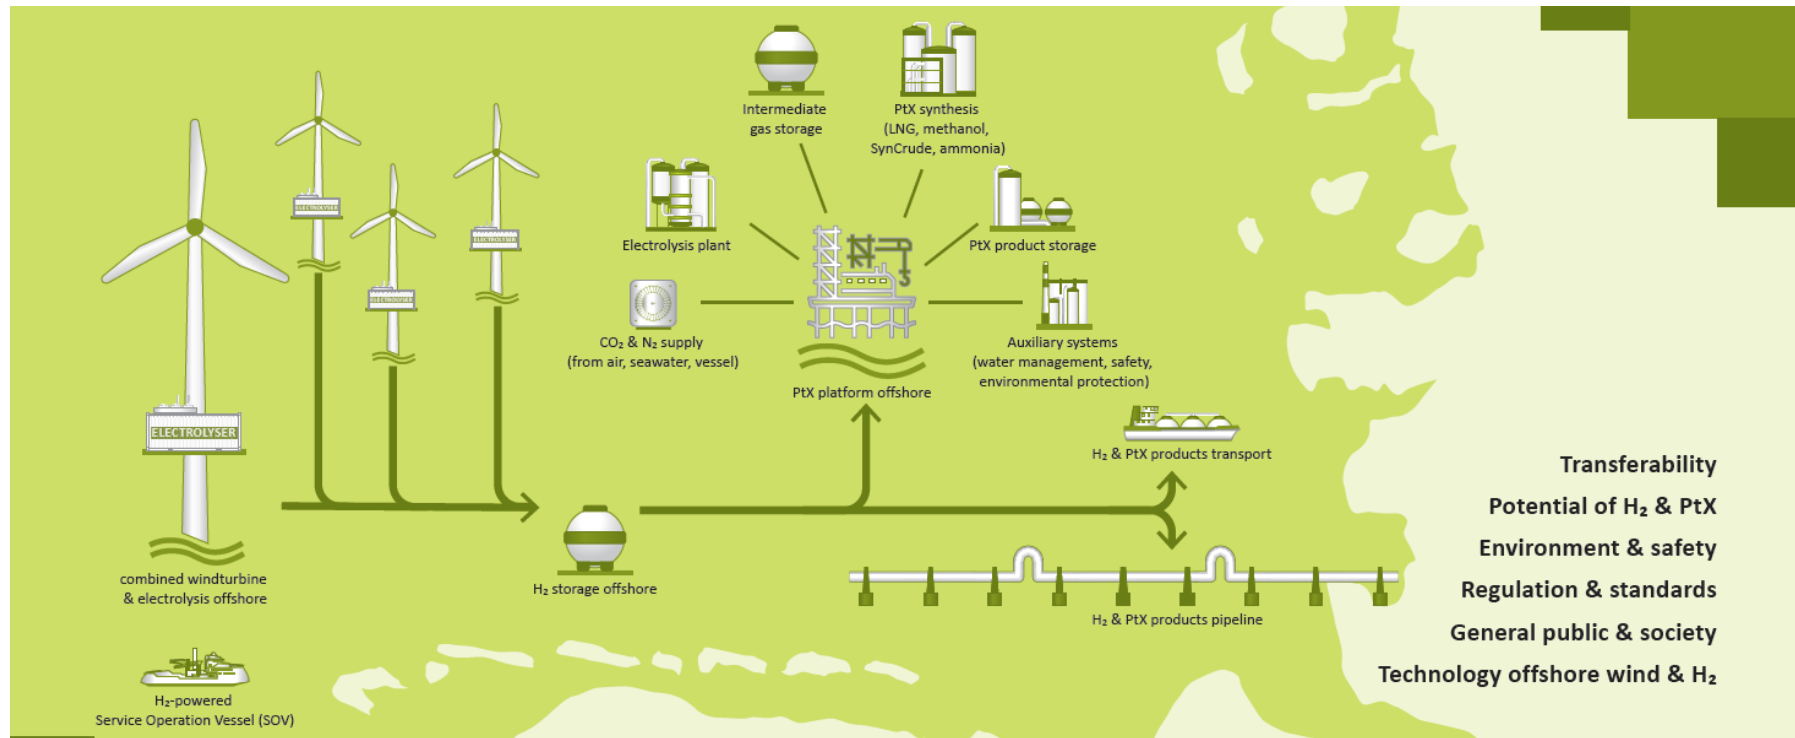 Intermediate
gas storage
PtX synthesis
(LNG, methanol,
SynCrude, ammonia)
Electrolysis plant
PtX product storage
CO₂ & N₂ supply
(from air, seawater, vessel)
Auxiliary systems
(water management, safety,
environmental protection)
PtX platform offshore
ELECTROLYSER
ELECTROLYSER
ELECTROLYSER
ELECTROLYSER
combined windturbine
& electrolysis offshore
H₂ storage offshore
H₂ & PtX products transport
H₂ & PtX products pipeline
H₂-powered
Service Operation Vessel (SOV)
Transferability
Potential of H₂ & PtX
Environment & safety
Regulation & standards
General public & society
Technology offshore wind & H₂